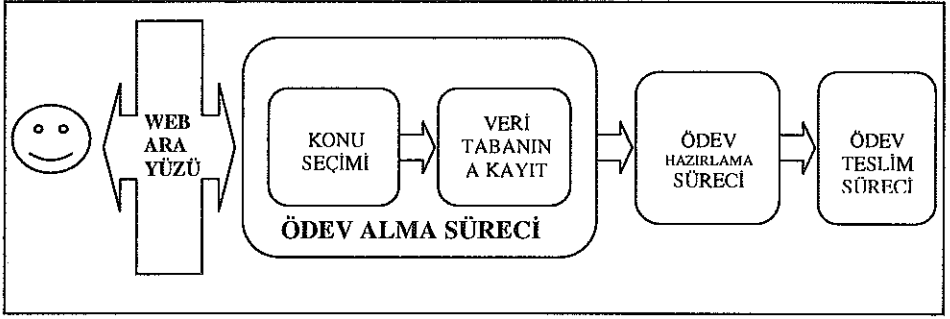 WEB
ARA
YÜZÜ
KONU
SEÇİMİ
VERİ
TABANIN
A KAYIT
ÖDEV ALMA SÜRECİ
ÖDEV
HAZIRLAMA
SÜRECİ
ÖDEV
TESLİM
SÜRECİ